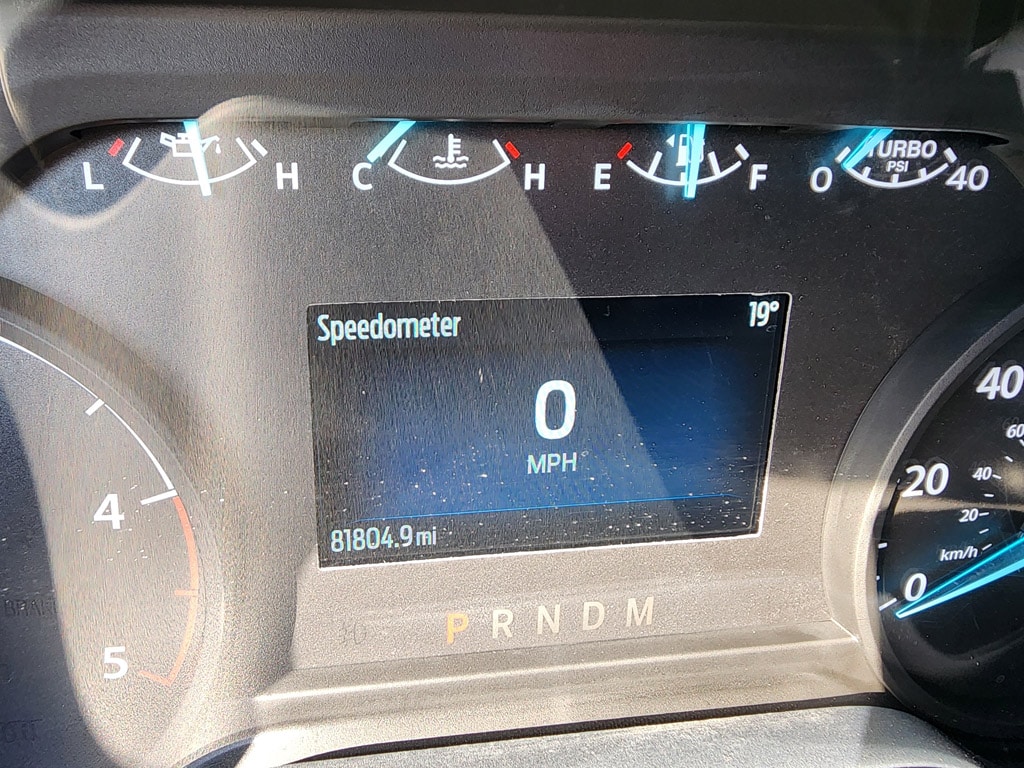 L H C H E F 0 TURBO PSI 40
Speedometer 19°
0
MPH
81804.9 mi
P R N D M
4
5
40
60
20
40
20
km/h
0